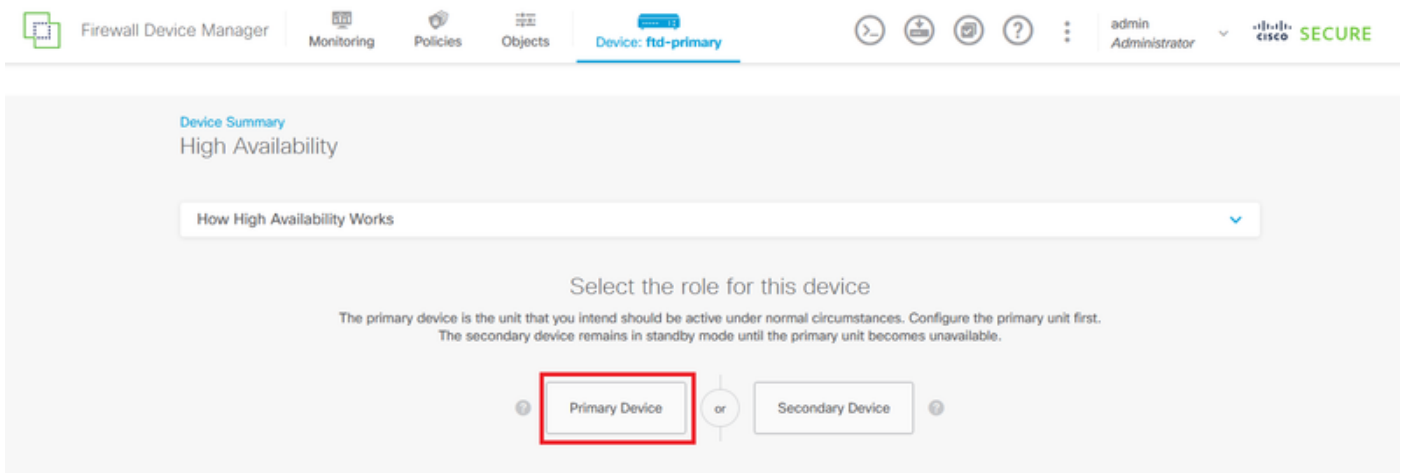 Firewall Device Manager
Monitoring
Policies
Objects
Device: ftd-primary
admin
Administrator
cisco SECURE
Device Summary
High Availability
How High Availability Works
Select the role for this device
The primary device is the unit that you intend should be active under normal circumstances. Configure the primary unit first.
The secondary device remains in standby mode until the primary unit becomes unavailable.
? Primary Device or Secondary Device ?